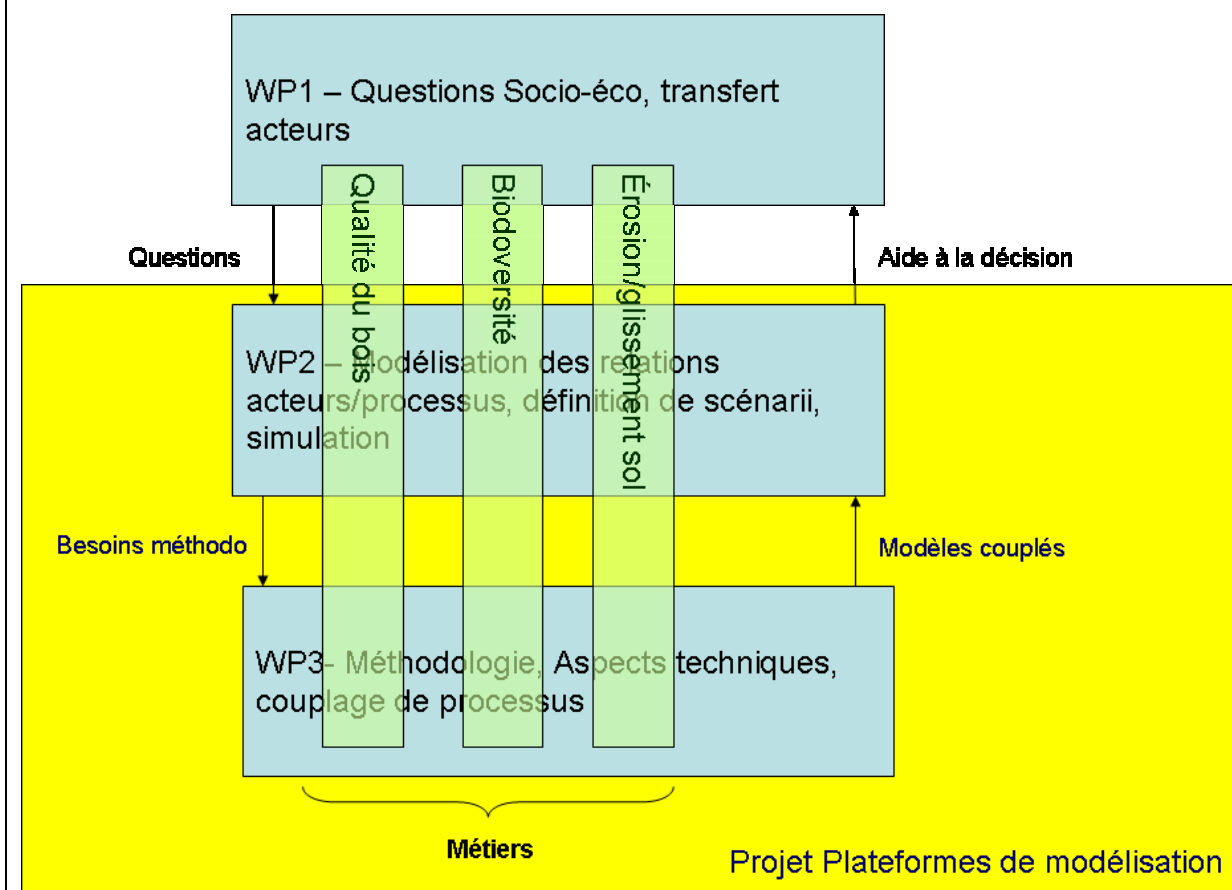 WP1 – Questions Socio-éco, transfert
acteurs
Qualité du bois
Biodoversité
Érosion/glissement sol
Questions
Aide à la décision
WP2 – Modélisation des relations
acteurs/processus, définition de scénarii,
simulation
Besoins méthodo
Modèles couplés
WP3- Méthodologie, Aspects techniques,
couplage de processus
Métiers
Projet Plateformes de modélisation